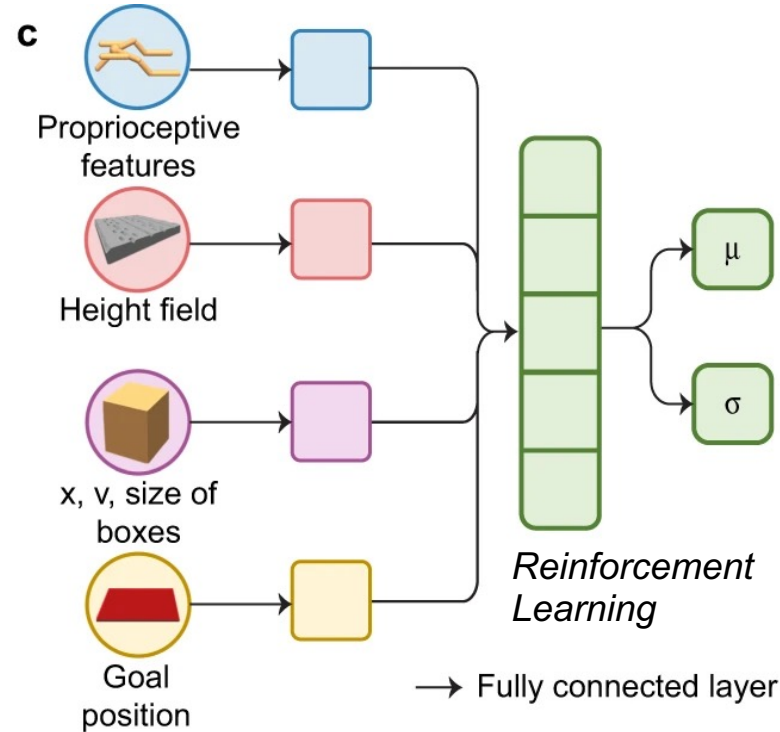 c
Proprioceptive
features
Height field
x, v, size of
boxes
Goal
position
μ
σ
Reinforcement
Learning
Fully connected layer